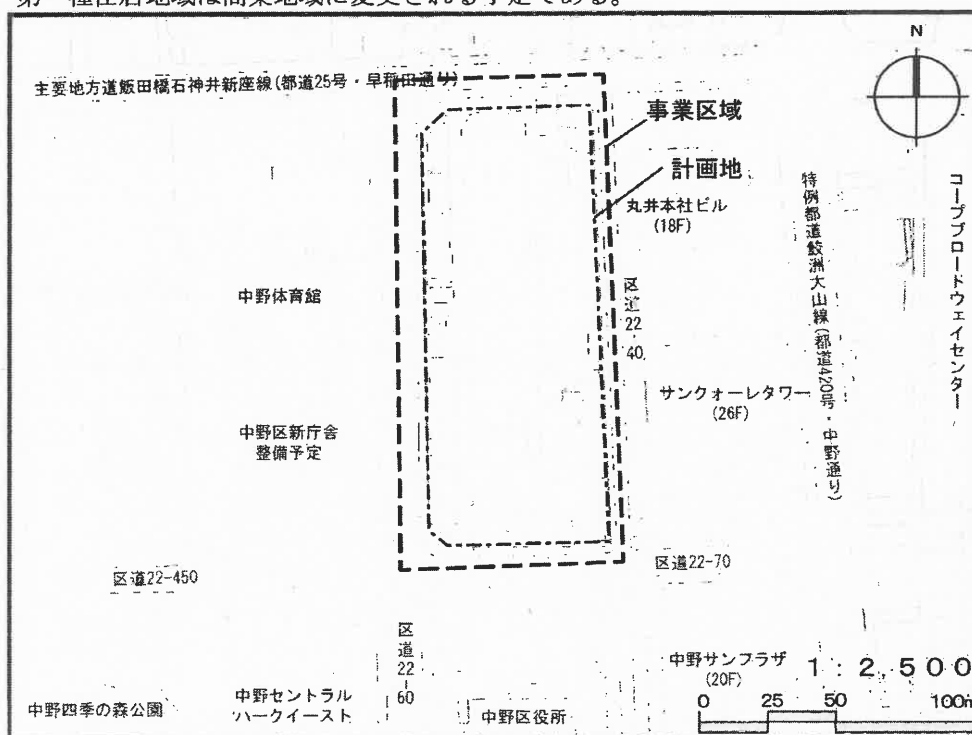 第一種住居地域は商業地域に変更される予定である。
N
主要地方道飯田橋石神井新座線(都道25号・早稲田通り)
事業区域
計画地
丸井本社ビル
(18F)
特例都道鮫洲大山線(都道420号・中野通り)
コープブロードウェイセンター
中野体育館
区道22-40
サンクォーレタワー
(26F)
中野区新庁舎
整備予定
区道22-450
区道22-70
区道22-60
中野サンプラザ
(20F)
1:2,500
0 25 50 100m
中野四季の森公園
中野セントラル
パークイースト
中野区役所